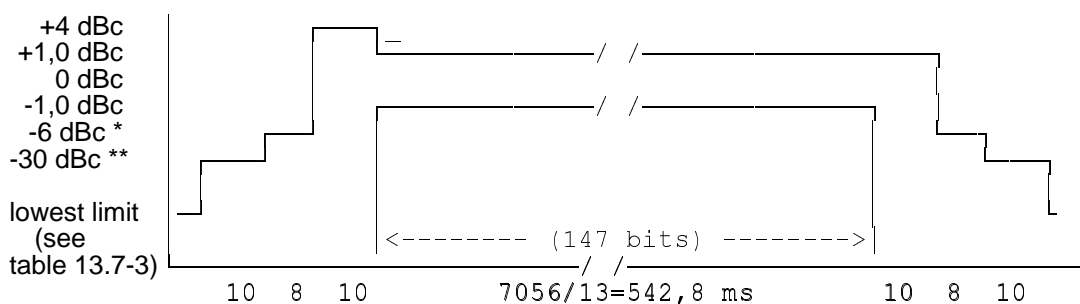 +4 dBc
+1,0 dBc
0 dBc
-1,0 dBc
-6 dBc *
-30 dBc **
lowest limit
(see
table 13.7-3)
<-------- (147 bits) -------->
10 8 10 7056/13=542,8 ms 10 8 10